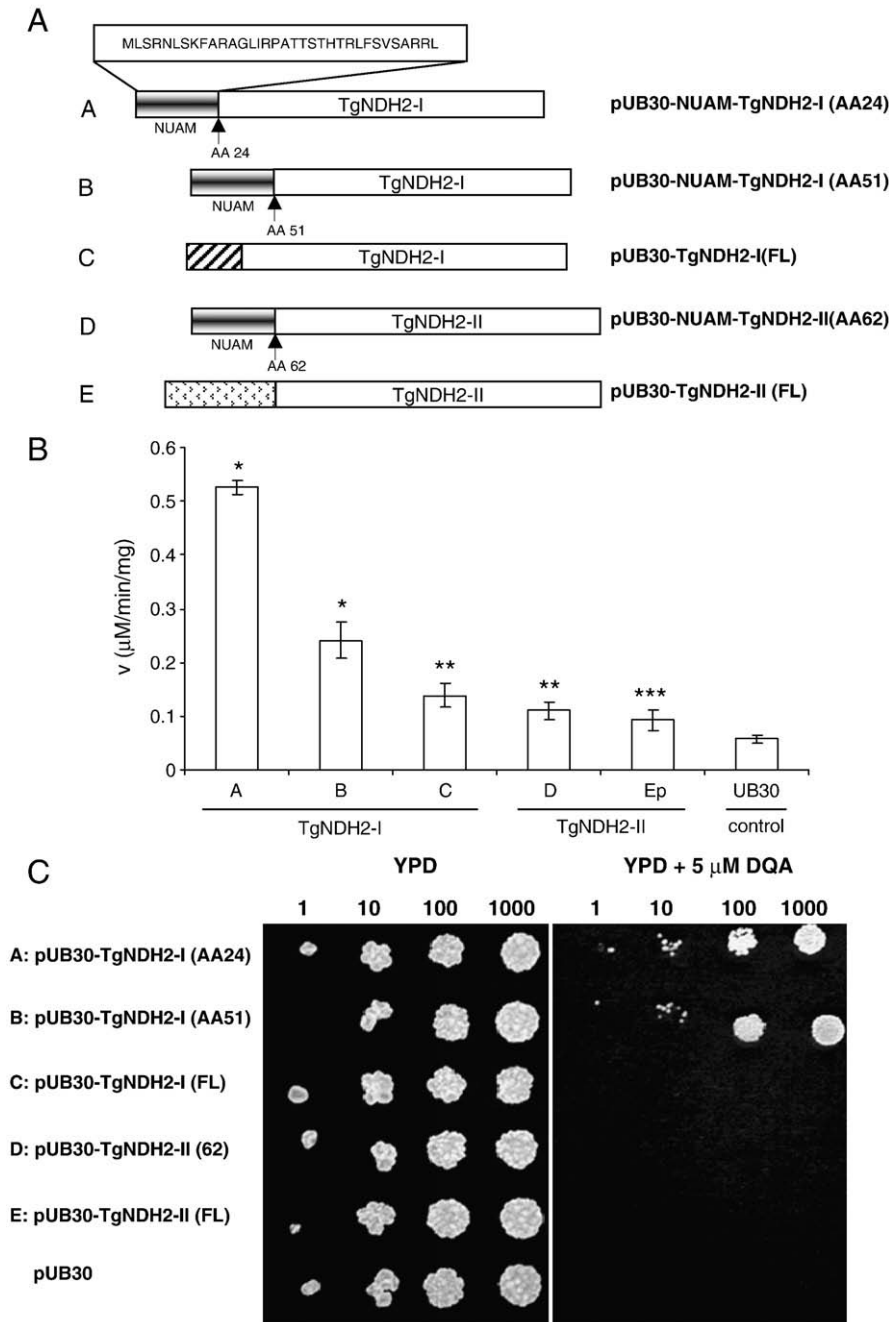 A
MLSRNLSKFARAGLIRPATTSTHTRLFSVSARRL
A TgNDH2-I pUB30-NUAM-TgNDH2-I (AA24)
NUAM
AA 24
B TgNDH2-I pUB30-NUAM-TgNDH2-I (AA51)
NUAM
AA 51
C TgNDH2-I pUB30-TgNDH2-I(FL)
D TgNDH2-II pUB30-NUAM-TgNDH2-II(AA62)
NUAM
AA 62
E TgNDH2-II pUB30-TgNDH2-II (FL)
B
0.6
0.5
0.4
0.3
0.2
0.1
0
v (µM/min/mg)
* * ** ** ***
A B C D Ep UB30
TgNDH2-I TgNDH2-II control
C
YPD YPD + 5 µM DQA
1 10 100 1000 1 10 100 1000
A: pUB30-TgNDH2-I (AA24)
B: pUB30-TgNDH2-I (AA51)
C: pUB30-TgNDH2-I (FL)
D: pUB30-TgNDH2-II (62)
E: pUB30-TgNDH2-II (FL)
pUB30